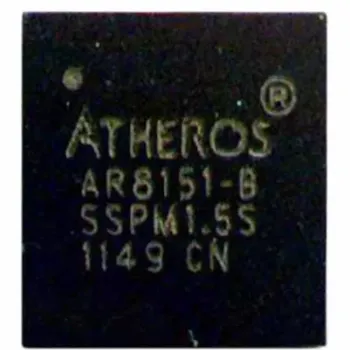 ATHEROS®
AR8151-B
SSPM1.5S
1149 CN